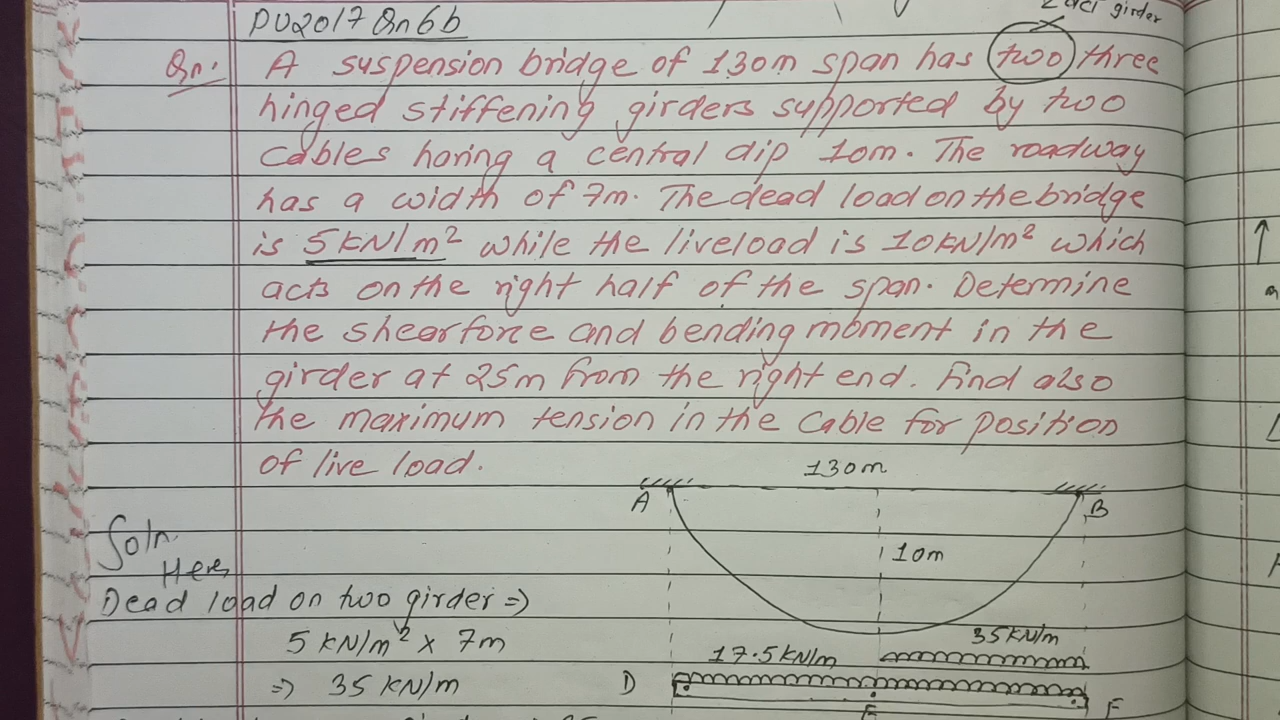 PU2017 Qn6b
girder
Qn:
A suspension bridge of 130m span has two three
hinged stiffening girders supported by two
cables having a central dip 10m. The roadway
has a width of 7m. The dead load on the bridge
is 5KN/m² while the liveload is 10KN/m² which
acts on the right half of the span. Determine
the shearforce and bending moment in the
girder at 25m from the right end. Find also
the maximum tension in the cable for position
of live load.
130m
A
B
10m
Soln.
Here,
Dead load on two girder =>
5 KN/m² x 7m
=> 35 KN/m
35KN/m
17.5KN/m
D
E
F